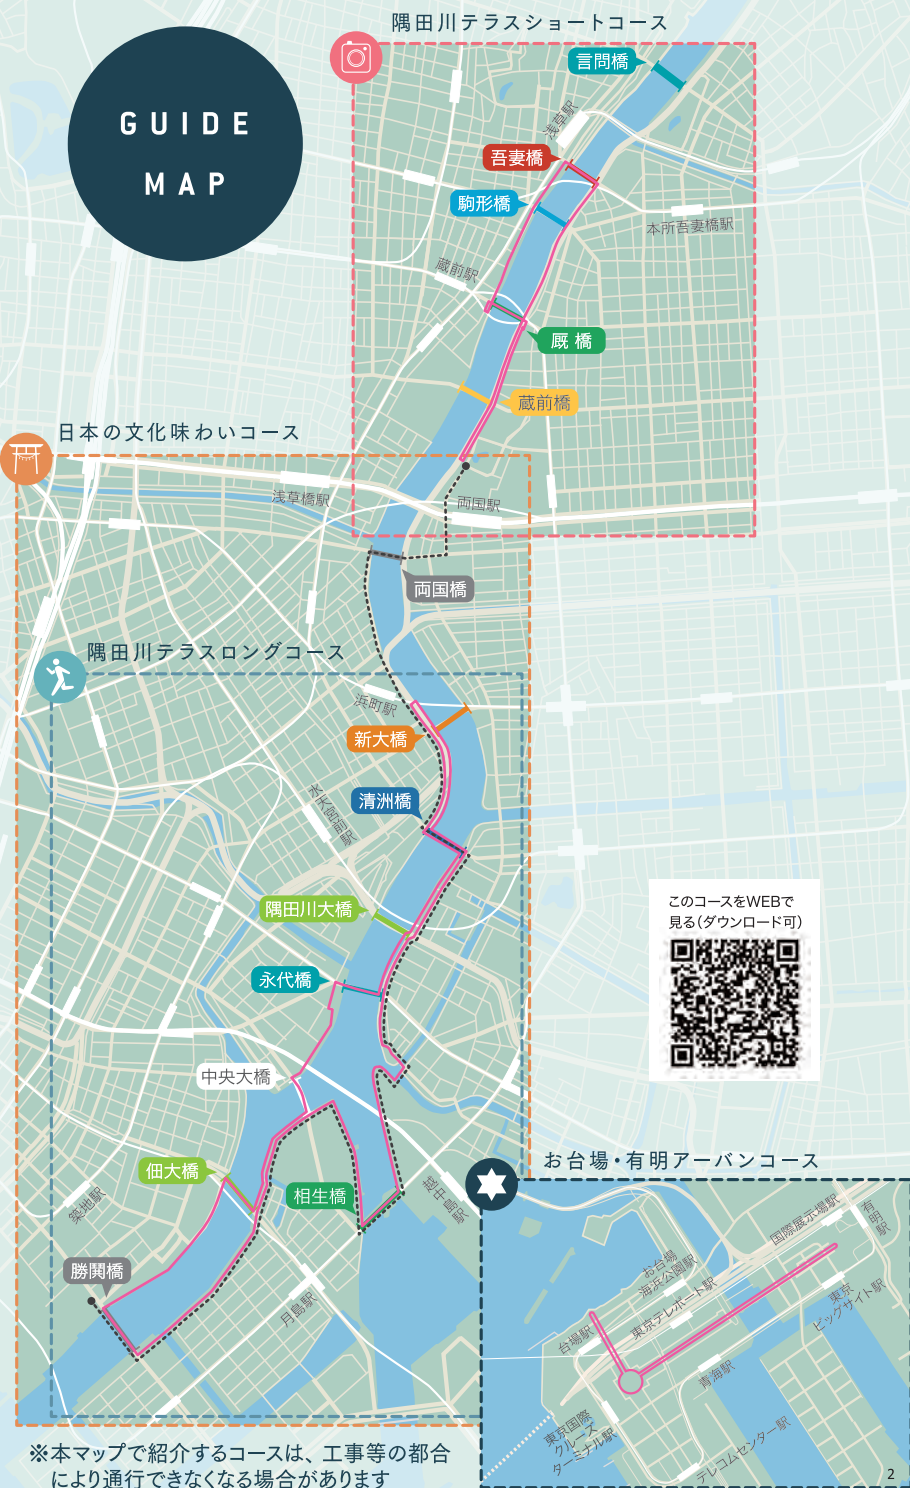 GUIDE
MAP
隅田川テラスショートコース
言問橋
浅草駅
吾妻橋
駒形橋
本所吾妻橋駅
蔵前駅
厩橋
蔵前橋
日本の文化味わいコース
浅草橋駅
両国駅
両国橋
隅田川テラスロングコース
浜町駅
新大橋
清洲橋
水天宮前駅
隅田川大橋
永代橋
このコースをWEBで
見る(ダウンロード可)
中央大橋
佃大橋
相生橋
越中島駅
築地駅
勝鬨橋
月島駅
お台場・有明アーバンコース
国際展示場駅
有明駅
お台場
海浜公園駅
東京テレポート駅
東京
ビッグサイト駅
台場駅
青海駅
東京国際
クルーズ
ターミナル駅
テレコムセンター駅
※本マップで紹介するコースは、工事等の都合
により通行できなくなる場合があります
2